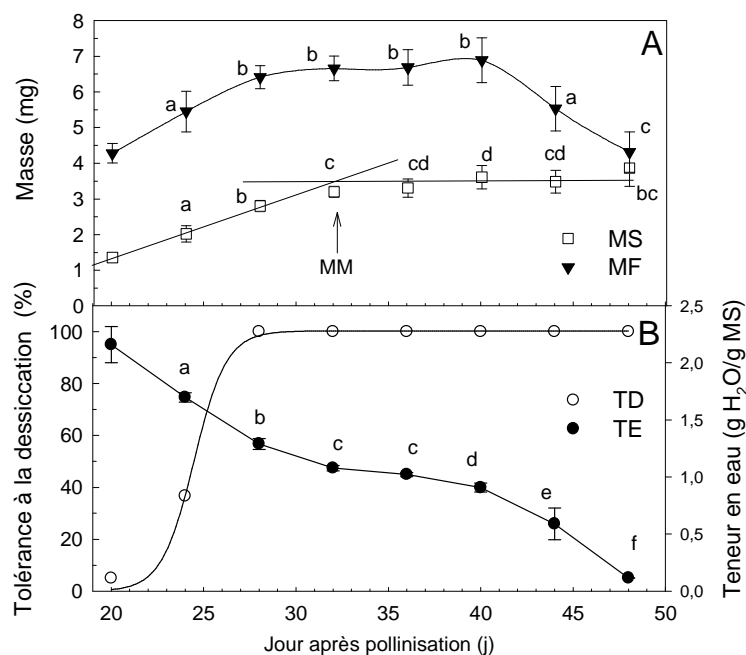 A
8
7
6
5
4
3
2
1
0
Masse (mg)
a
b
b
b
b
a
c
a
b
c
cd
d
cd
bc
MM
MS
MF
B
100
80
60
40
20
0
Tolérance à la dessiccation (%)
2,5
2,0
1,5
1,0
0,5
0,0
Teneur en eau (g H₂O/g MS)
a
b
c
c
d
e
f
TD
TE
20 25 30 35 40 45 50
Jour après pollinisation (j)